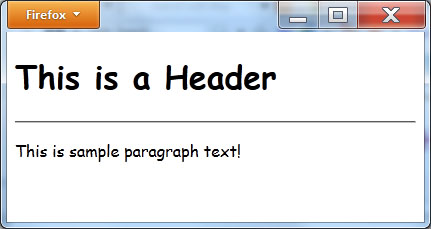 Firefox
This is a Header
This is sample paragraph text!